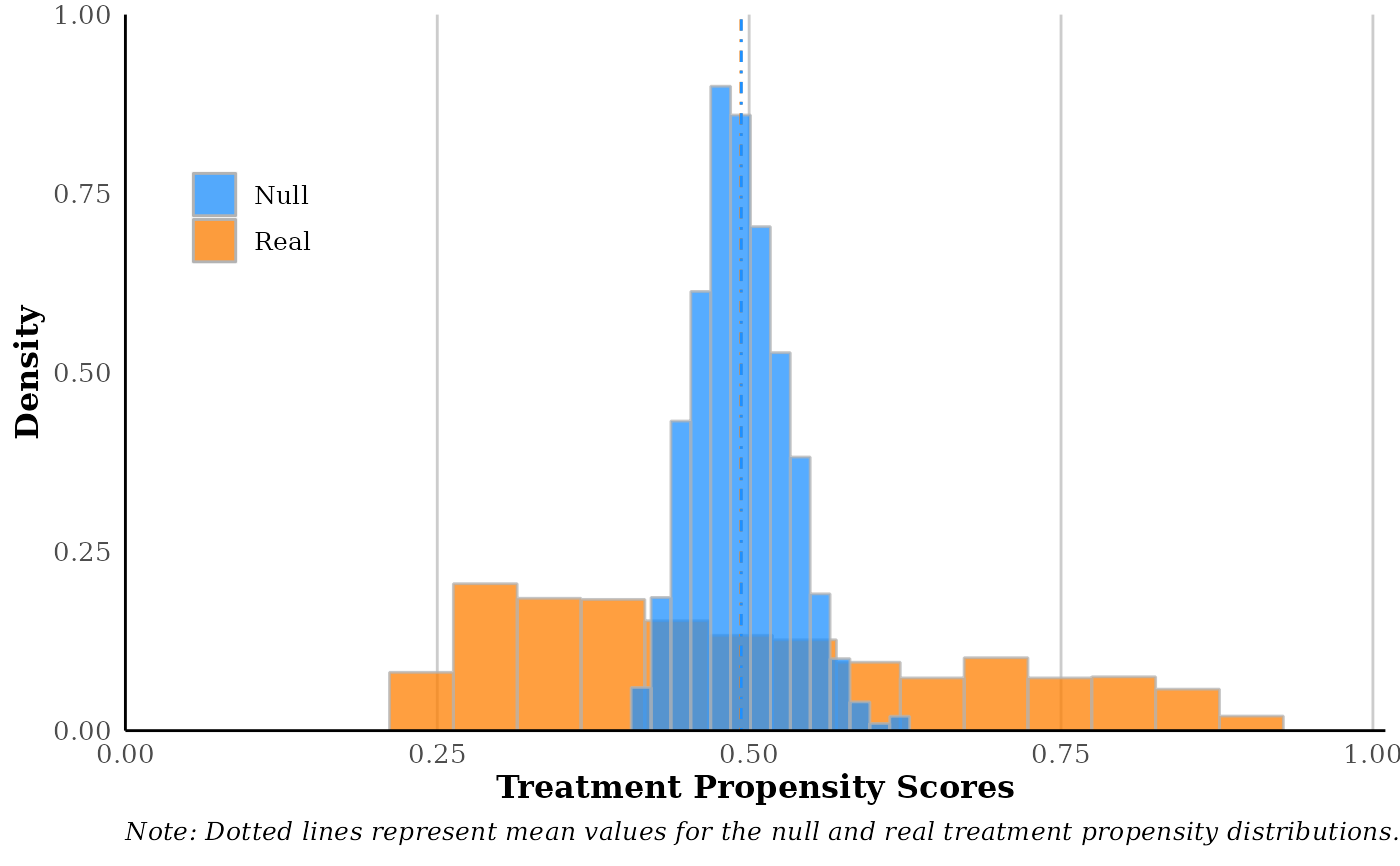 1.00
0.75
0.50
0.25
0.00
Density
Null
Real
0.00 0.25 0.50 0.75 1.00
Treatment Propensity Scores
Note: Dotted lines represent mean values for the null and real treatment propensity distributions.